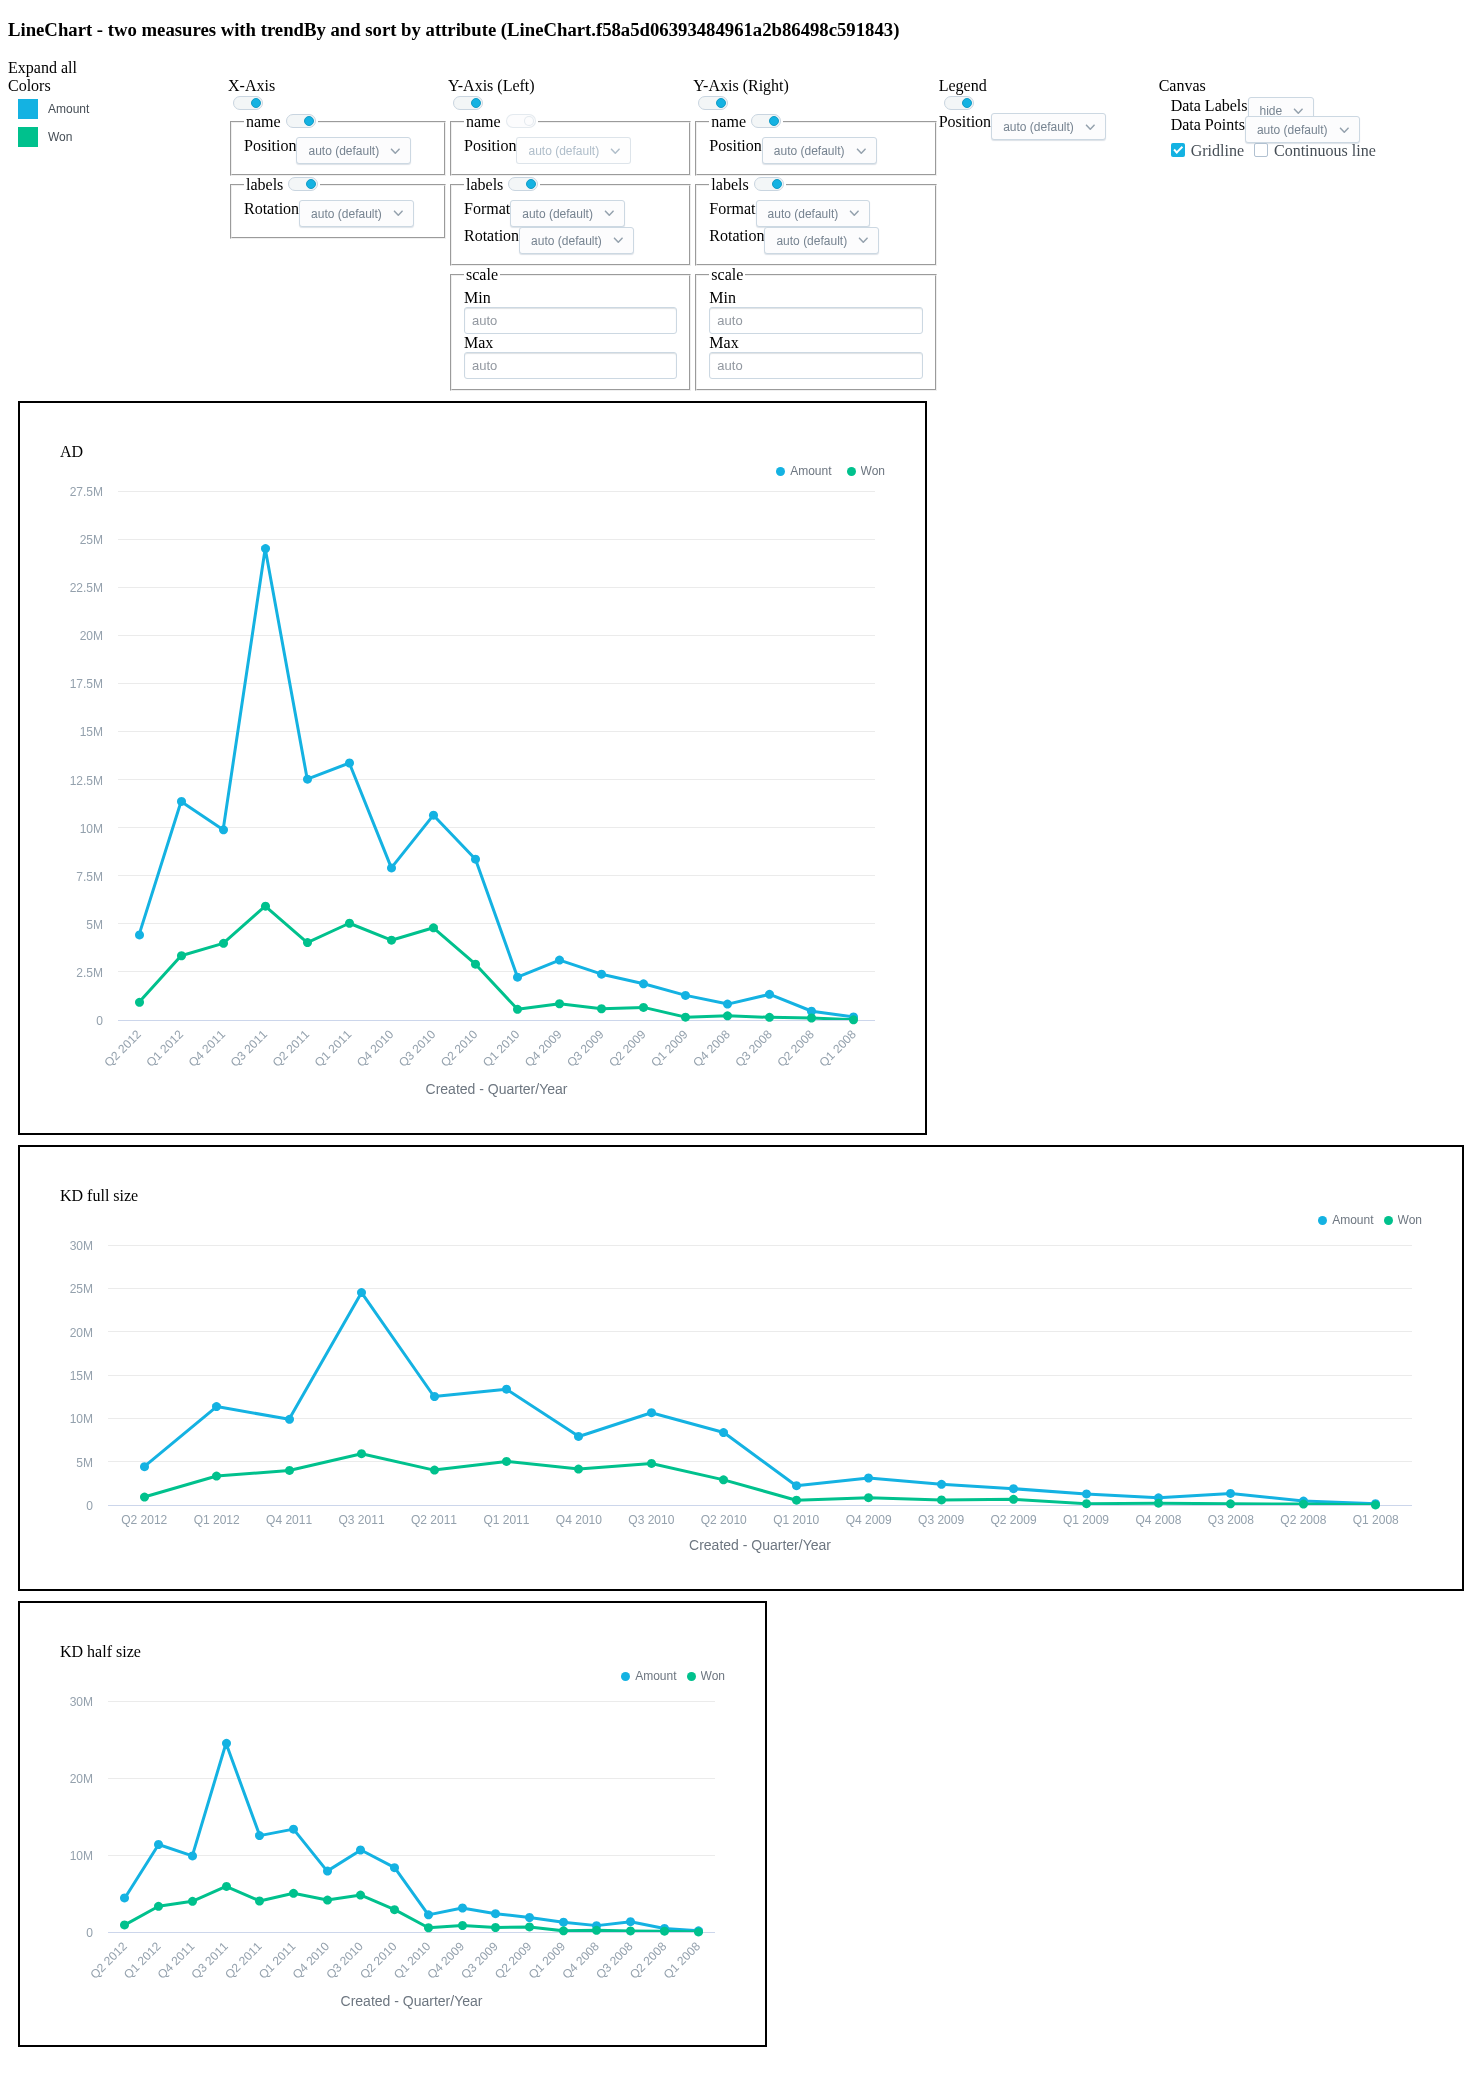 LineChart - two measures with trendBy and sort by attribute (LineChart.f58a5d06393484961a2b86498c591843)
Expand all
Colors
Amount
Won
X-Axis
name
Position auto (default)
labels
Rotation auto (default)
Y-Axis (Left)
name
Position auto (default)
labels
Format auto (default)
Rotation auto (default)
scale
Min
auto
Max
auto
Y-Axis (Right)
name
Position auto (default)
labels
Format auto (default)
Rotation auto (default)
scale
Min
auto
Max
auto
Legend
Position auto (default)
Canvas
Data Labels hide
Data Points auto (default)
Gridline Continuous line
AD
Amount Won
27.5M
25M
22.5M
20M
17.5M
15M
12.5M
10M
7.5M
5M
2.5M
0
Q2 2012 Q1 2012 Q4 2011 Q3 2011 Q2 2011 Q1 2011 Q4 2010 Q3 2010 Q2 2010 Q1 2010 Q4 2009 Q3 2009 Q2 2009 Q1 2009 Q4 2008 Q3 2008 Q2 2008 Q1 2008
Created - Quarter/Year
KD full size
Amount Won
30M
25M
20M
15M
10M
5M
0
Q2 2012 Q1 2012 Q4 2011 Q3 2011 Q2 2011 Q1 2011 Q4 2010 Q3 2010 Q2 2010 Q1 2010 Q4 2009 Q3 2009 Q2 2009 Q1 2009 Q4 2008 Q3 2008 Q2 2008 Q1 2008
Created - Quarter/Year
KD half size
Amount Won
30M
20M
10M
0
Q2 2012 Q1 2012 Q4 2011 Q3 2011 Q2 2011 Q1 2011 Q4 2010 Q3 2010 Q2 2010 Q1 2010 Q4 2009 Q3 2009 Q2 2009 Q1 2009 Q4 2008 Q3 2008 Q2 2008 Q1 2008
Created - Quarter/Year